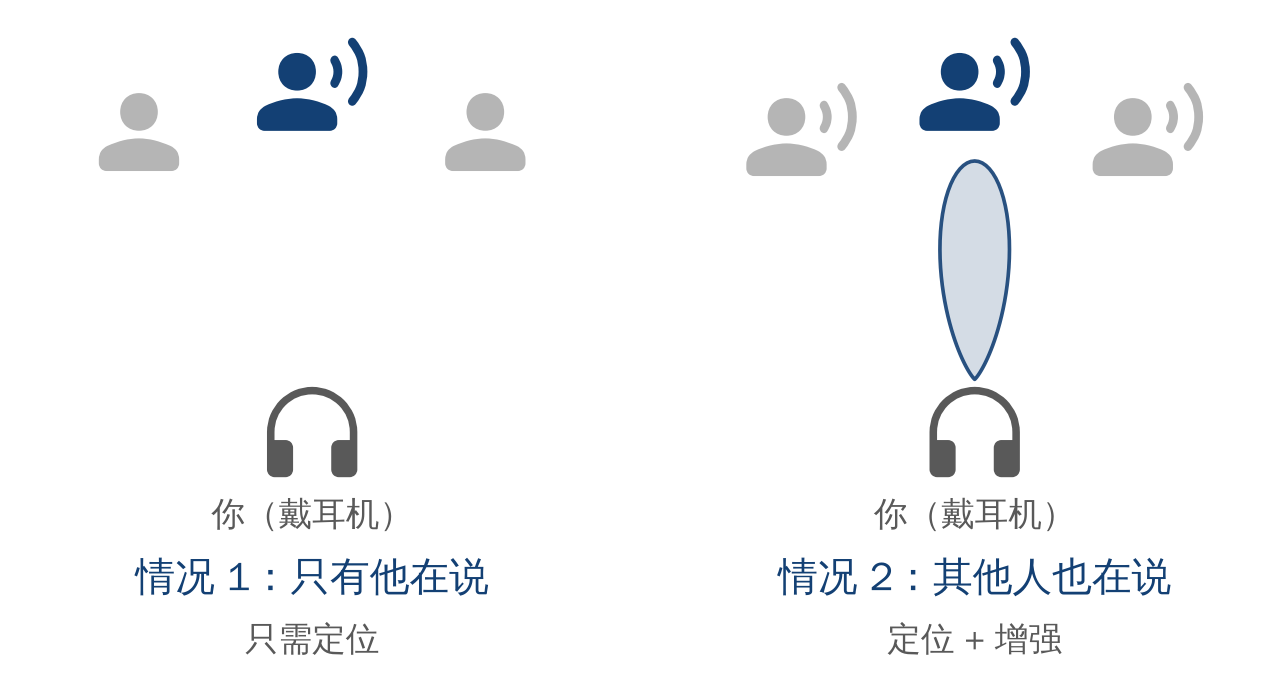 你（戴耳机）
情况 1：只有他在说
只需定位
你（戴耳机）
情况 2：其他人也在说
定位 + 增强